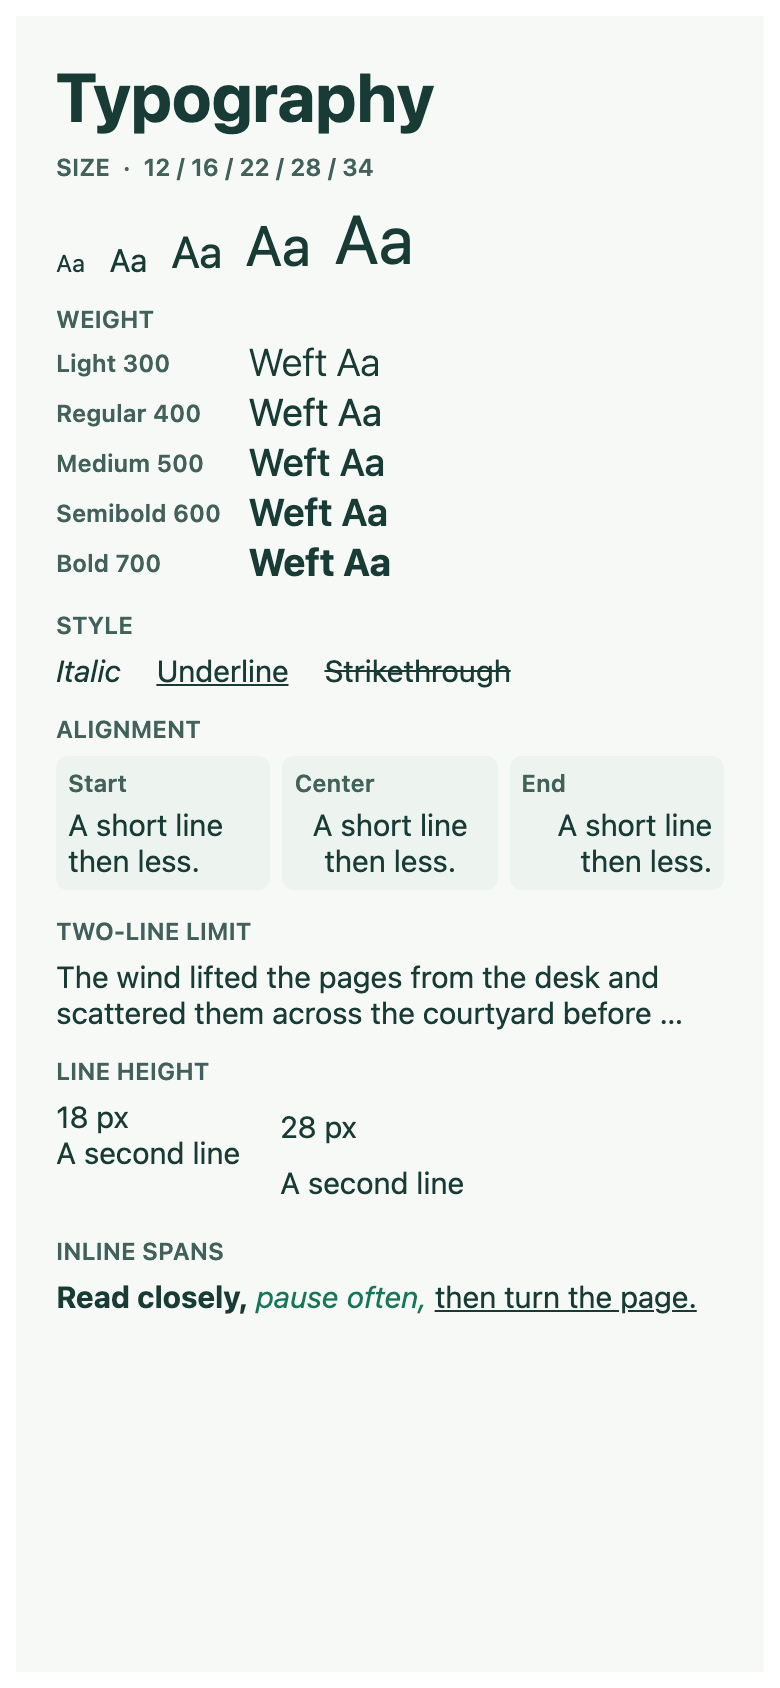 Typography
SIZE · 12 / 16 / 22 / 28 / 34
Aa Aa Aa Aa Aa
WEIGHT
Light 300 Weft Aa
Regular 400 Weft Aa
Medium 500 Weft Aa
Semibold 600 Weft Aa
Bold 700 Weft Aa
STYLE
Italic Underline Strikethrough
ALIGNMENT
Start
A short line
then less.
Center
A short line
then less.
End
A short line
then less.
TWO-LINE LIMIT
The wind lifted the pages from the desk and
scattered them across the courtyard before ...
LINE HEIGHT
18 px
A second line
28 px
A second line
INLINE SPANS
Read closely, pause often, then turn the page.